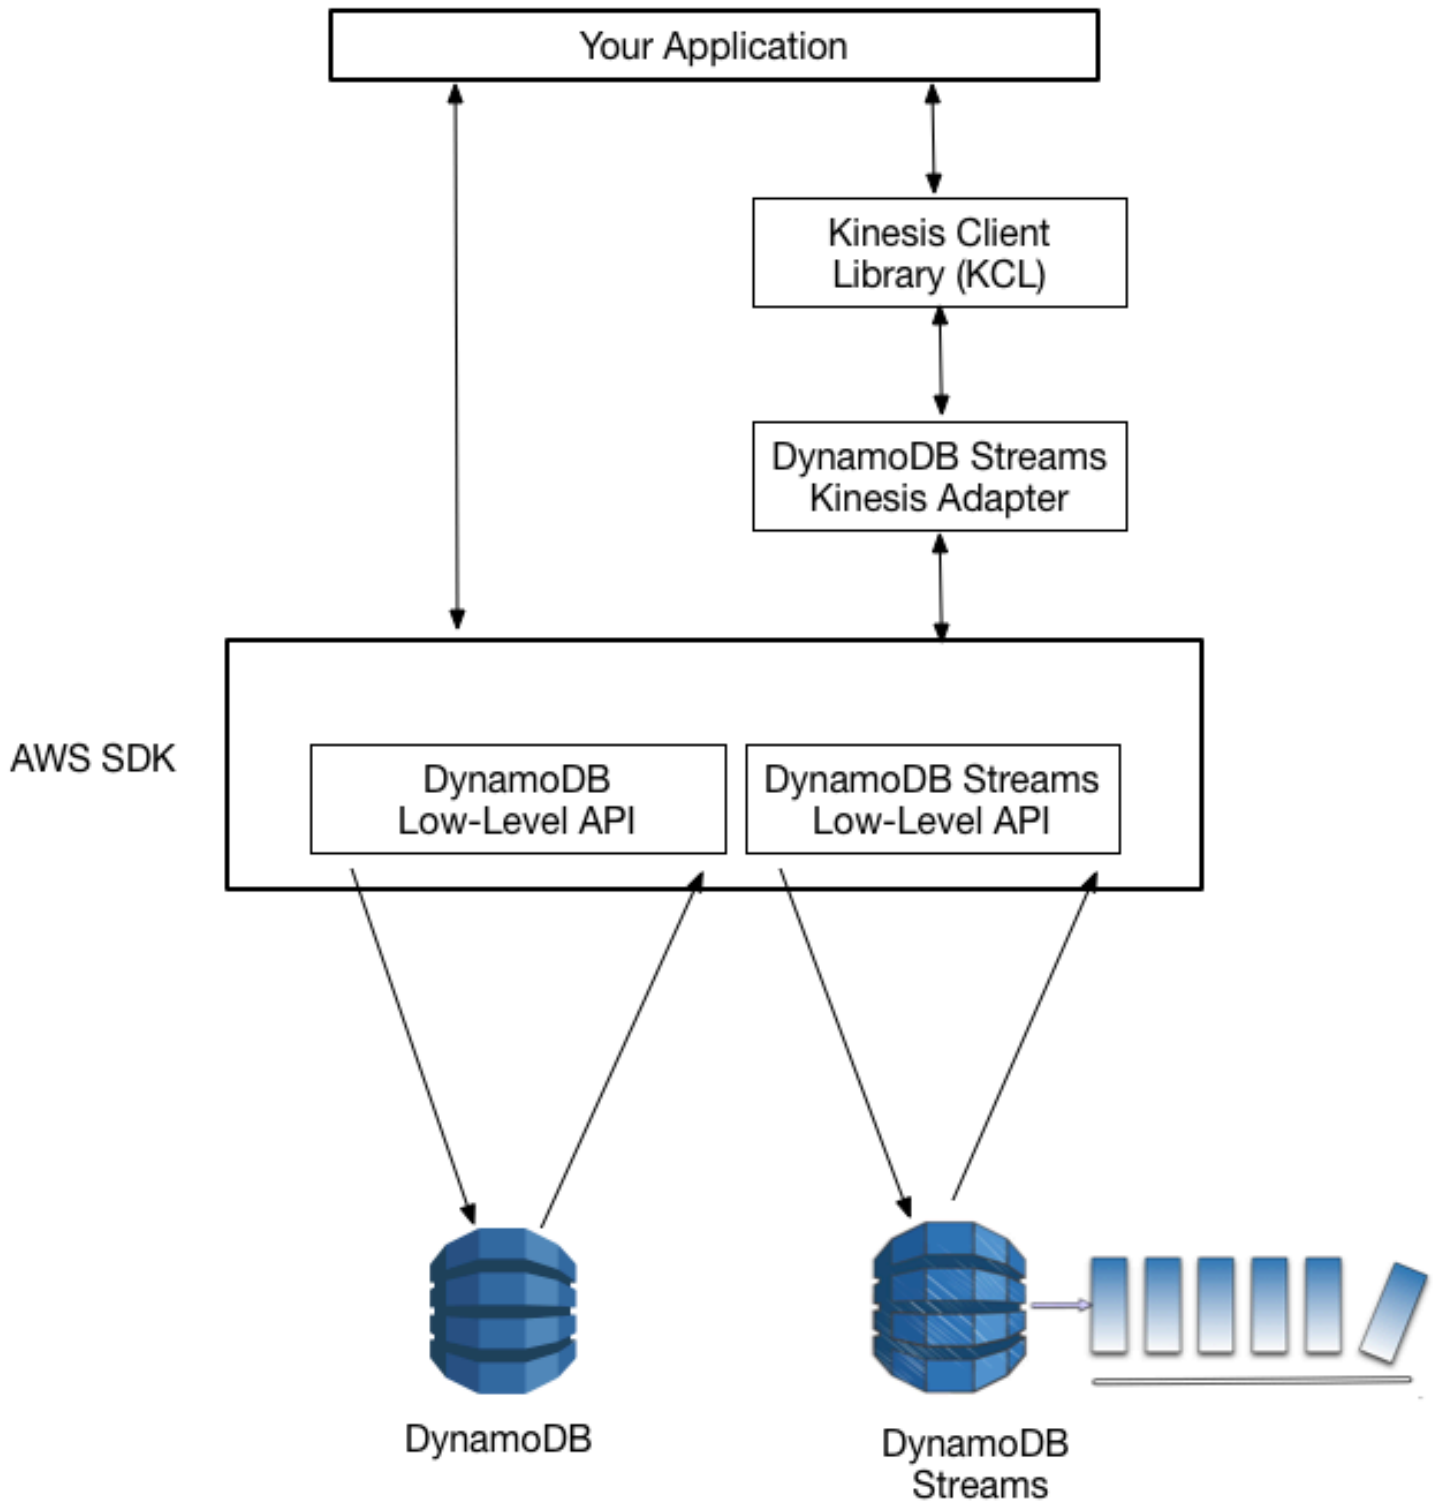 Your Application
Kinesis Client
Library (KCL)
DynamoDB Streams
Kinesis Adapter
AWS SDK
DynamoDB
Low-Level API
DynamoDB Streams
Low-Level API
DynamoDB
DynamoDB
Streams